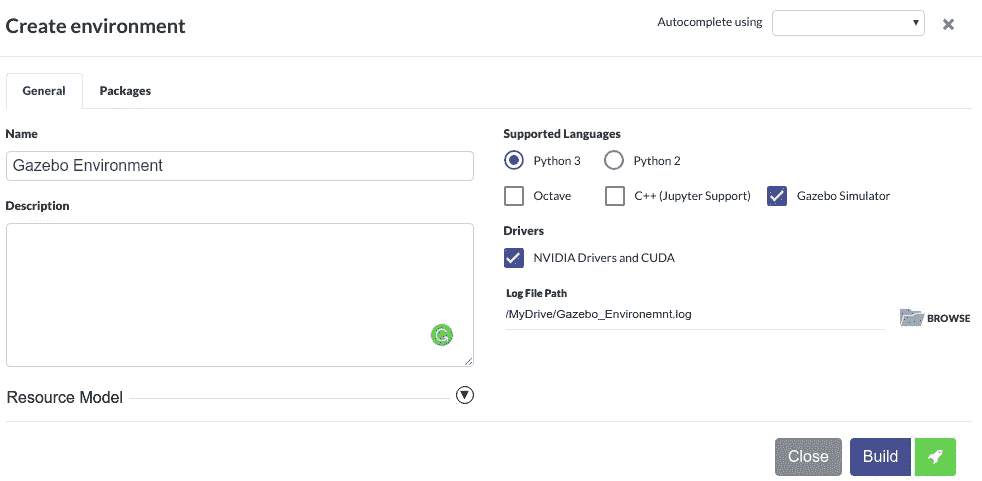 Create environment
Autocomplete using
General
Packages
Name
Gazebo Environment
Description
Resource Model
Supported Languages
Python 3
Python 2
Octave
C++ (Jupyter Support)
Gazebo Simulator
Drivers
NVIDIA Drivers and CUDA
Log File Path
/MyDrive/Gazebo_Environemnt.log
BROWSE
Close
Build